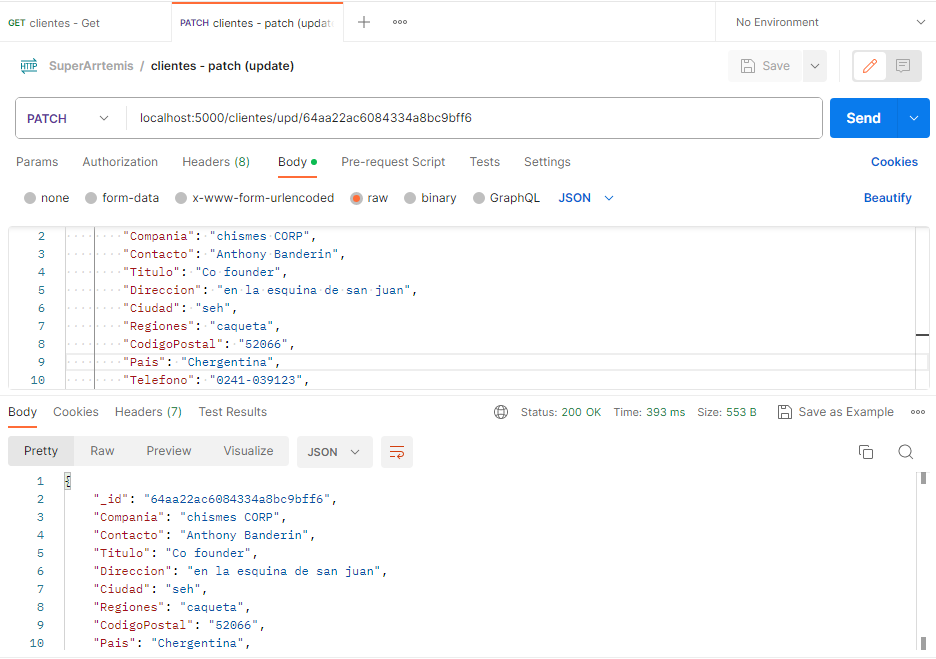 GET clientes - Get
PATCH clientes - patch (updat
No Environment
HTTP SuperArrtemis / clientes - patch (update)
Save
PATCH localhost:5000/clientes/upd/64aa22ac6084334a8bc9bff6 Send
Params Authorization Headers (8) Body Pre-request Script Tests Settings Cookies
none form-data x-www-form-urlencoded raw binary GraphQL JSON Beautify
2 "Compania": "chismes CORP",
3 "Contacto": "Anthony Banderin",
4 "Titulo": "Co founder",
5 "Direccion": "en la esquina de san juan",
6 "Ciudad": "seh",
7 "Regiones": "caqueta",
8 "CodigoPostal": "52066",
9 "Pais": "Chergentina",
10 "Telefono": "0241-039123",
Body Cookies Headers (7) Test Results Status: 200 OK Time: 393 ms Size: 553 B Save as Example
Pretty Raw Preview Visualize JSON
1 {
2 "_id": "64aa22ac6084334a8bc9bff6",
3 "Compania": "chismes CORP",
4 "Contacto": "Anthony Banderin",
5 "Titulo": "Co founder",
6 "Direccion": "en la esquina de san juan",
7 "Ciudad": "seh",
8 "Regiones": "caqueta",
9 "CodigoPostal": "52066",
10 "Pais": "Chergentina",